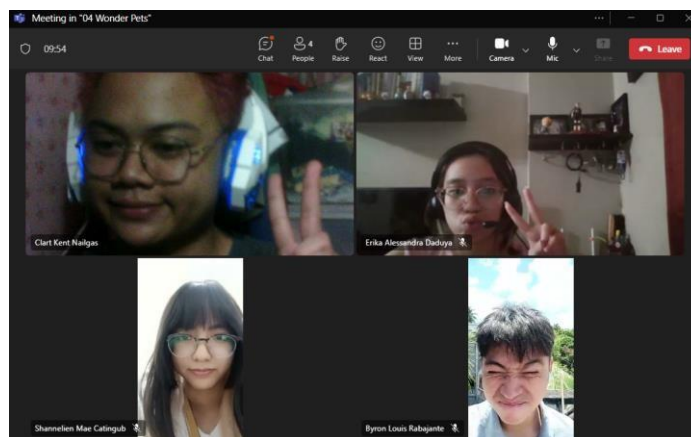 Meeting in "04 Wonder Pets"
09:54
Chat
4
People
Raise
React
View
More
Camera
Mic
Share
Leave
Clart Kent Nailgas
Erika Alessandra Daduya
Shannelien Mae Catingub
Byron Louis Rabajante